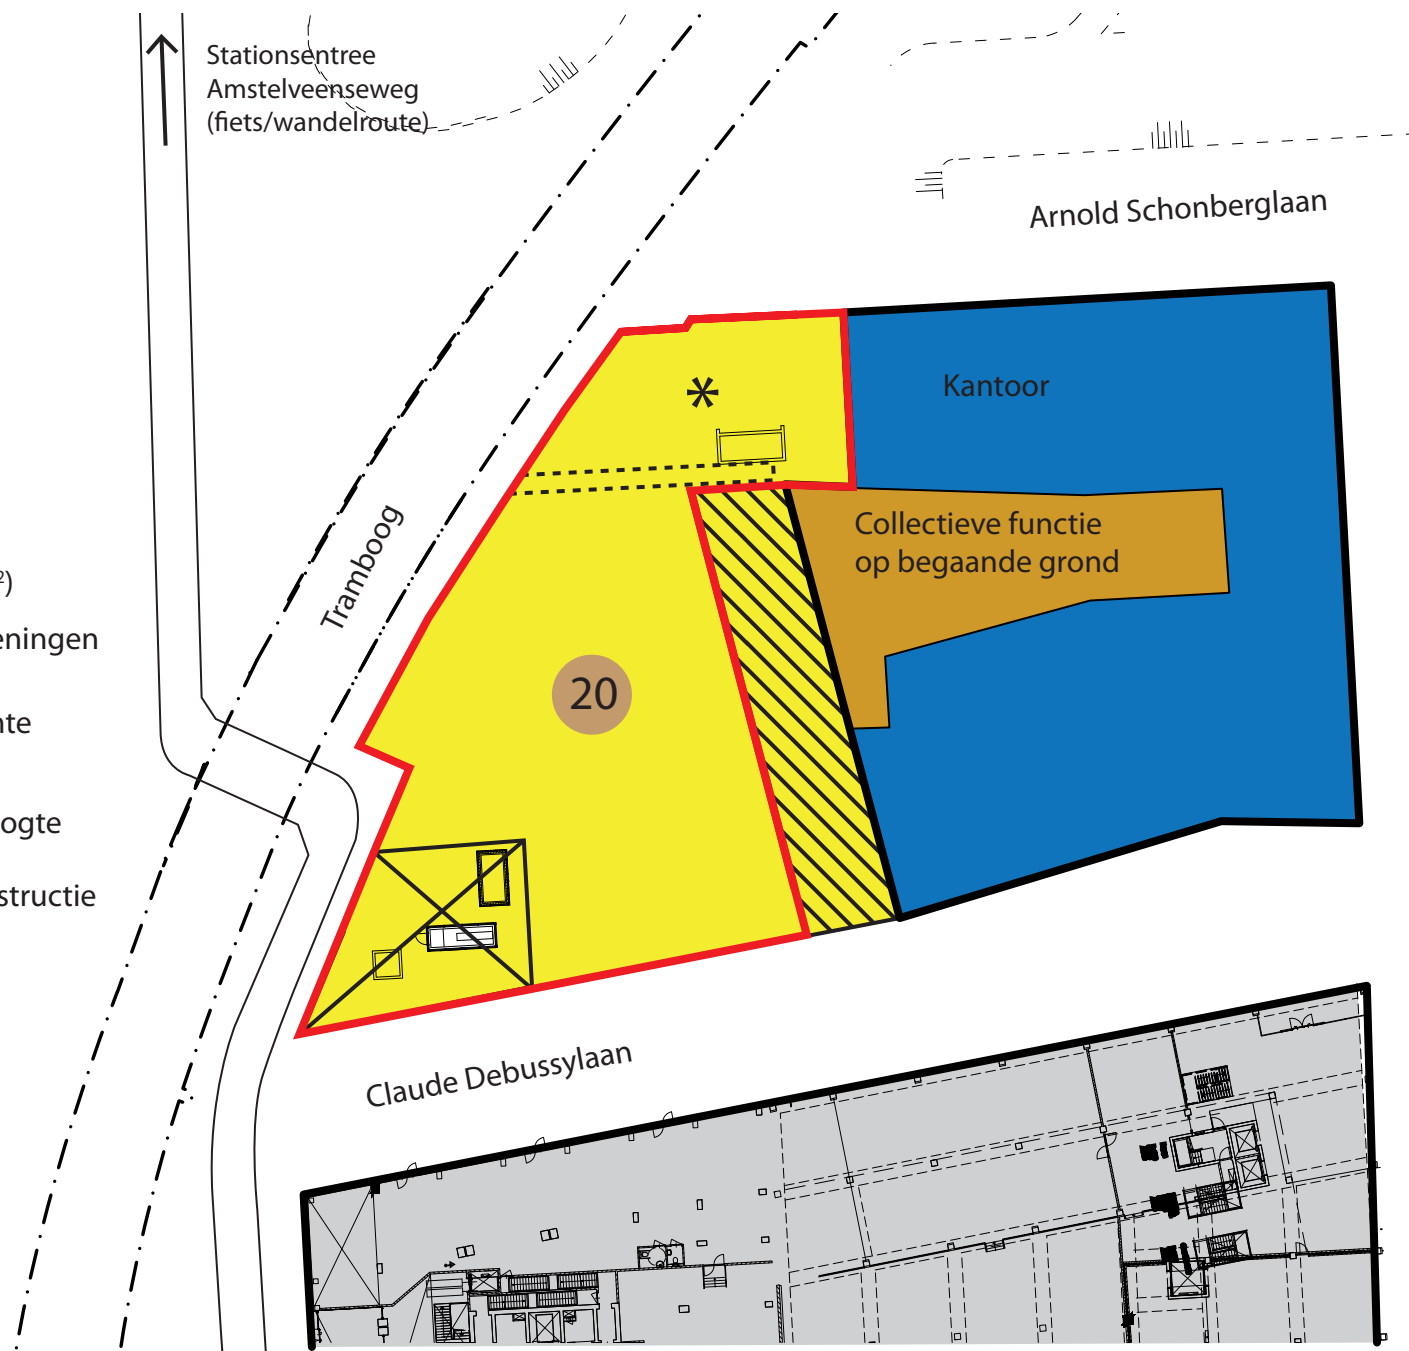 Stationsentree
Amstelveenseweg
(fiets/wandelroute)
Arnold Schonberglaan
Kantoor
*
Collectieve functie
op begaande grond
Tramboog
²)
eningen
20
nte
ogte
structie
Claude Debussylaan